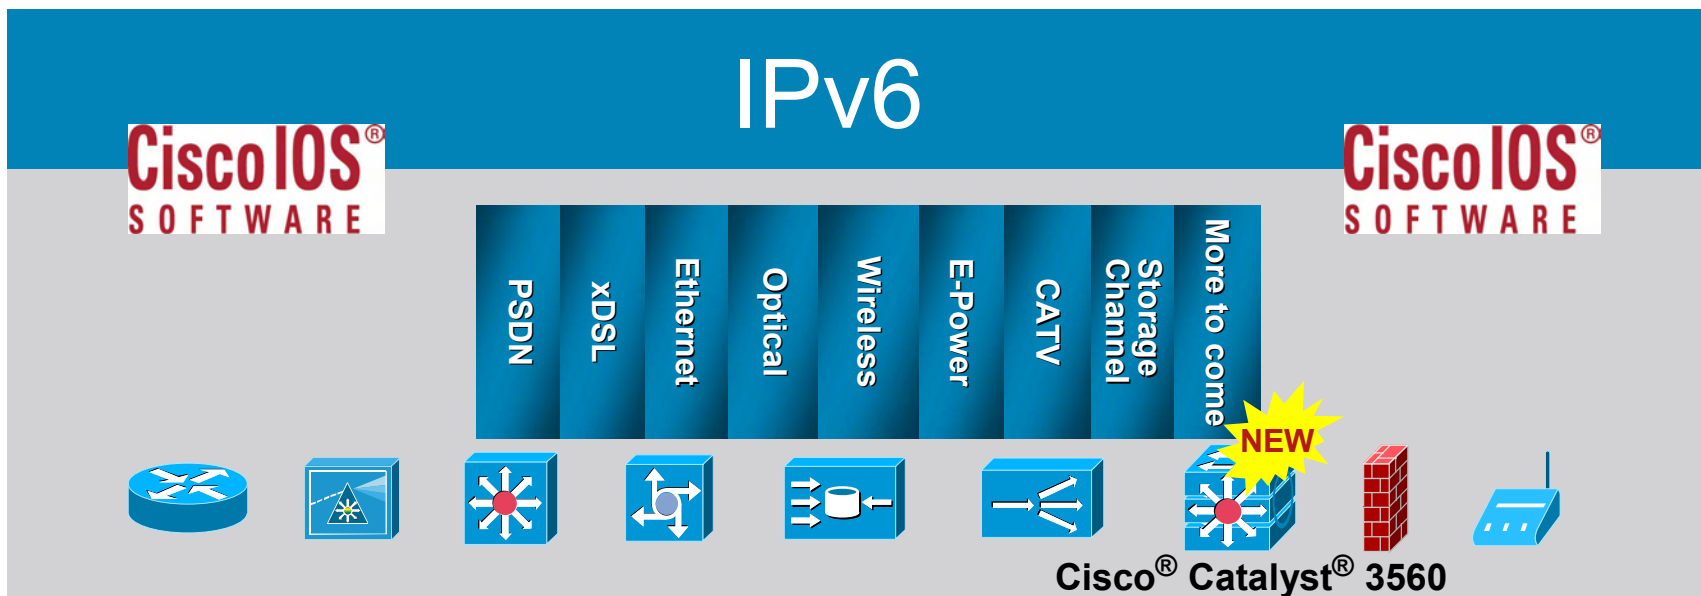 IPv6
Cisco IOS®
SOFTWARE
Cisco IOS®
SOFTWARE
PSDN
xDSL
Ethernet
Optical
Wireless
E-Power
CATV
Storage
Channel
More to come
NEW
Cisco® Catalyst® 3560